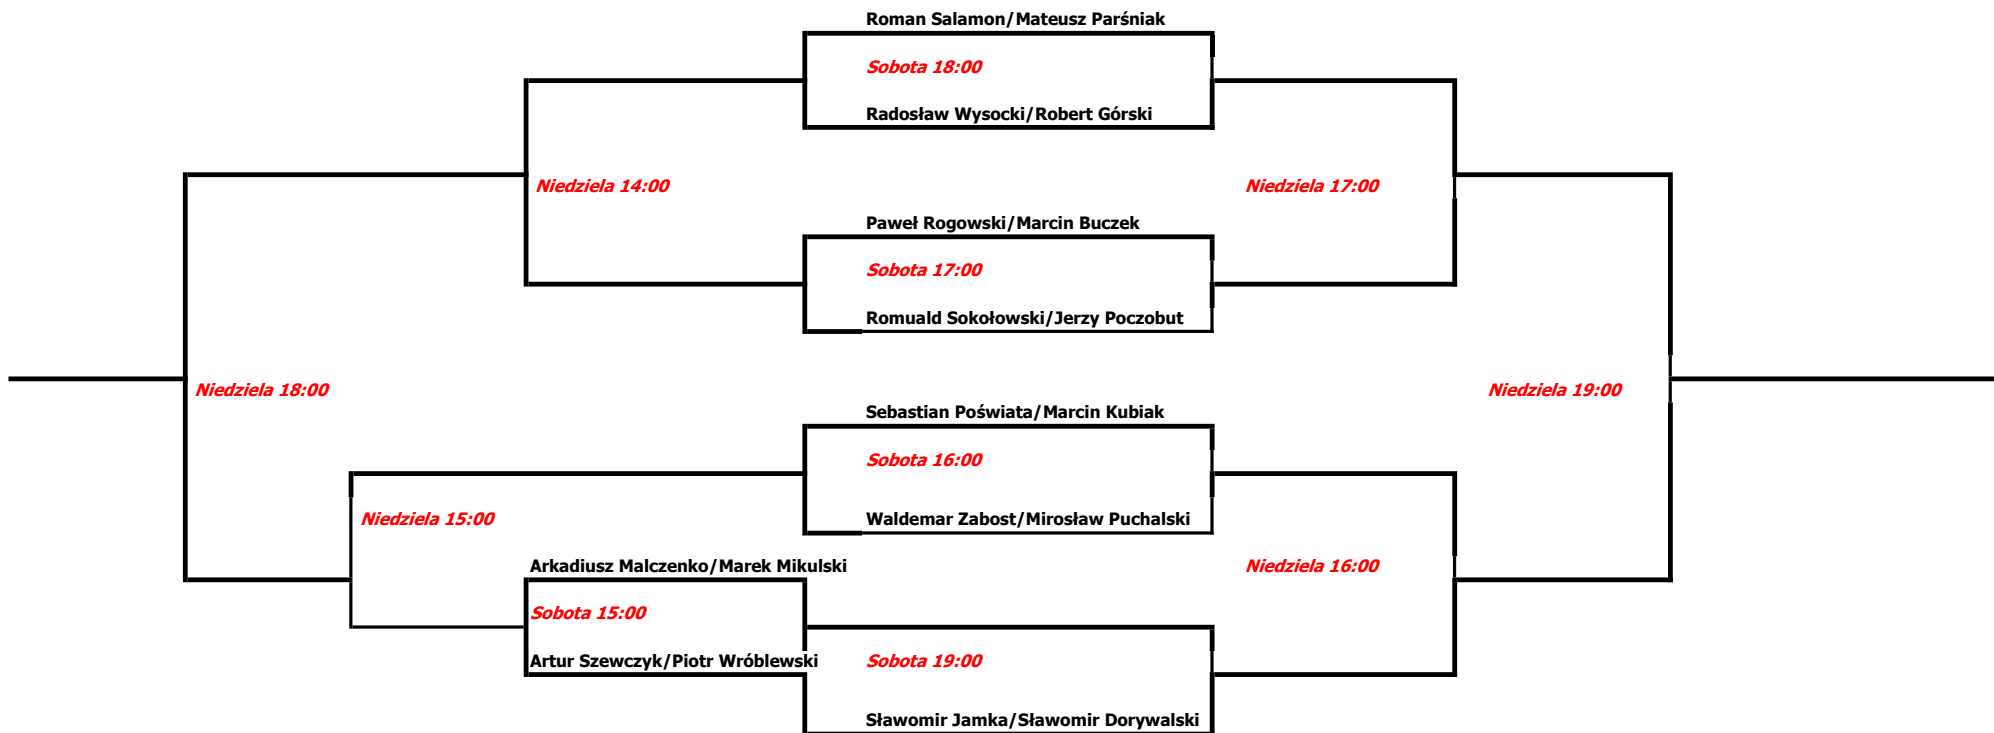 Roman Salamon/Mateusz Parśniak
Sobota 18:00
Radosław Wysocki/Robert Górski
Niedziela 14:00
Niedziela 17:00
Paweł Rogowski/Marcin Buczek
Sobota 17:00
Romuald Sokołowski/Jerzy Poczobut
Niedziela 18:00
Niedziela 19:00
Sebastian Poświata/Marcin Kubiak
Sobota 16:00
Niedziela 15:00
Waldemar Zabost/Mirosław Puchalski
Arkadiusz Malczenko/Marek Mikulski
Niedziela 16:00
Sobota 15:00
Artur Szewczyk/Piotr Wróblewski
Sobota 19:00
Sławomir Jamka/Sławomir Dorywalski